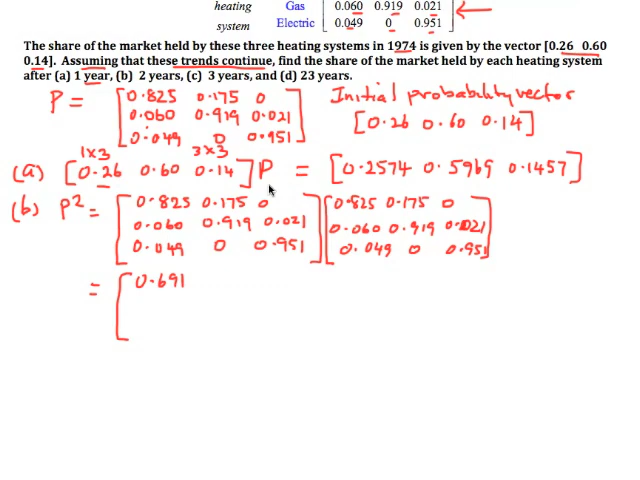 heating Gas 0.060 0.919 0.021
system Electric 0.049 0 0.951
The share of the market held by these three heating systems in 1974 is given by the vector [0.26 0.60
0.14]. Assuming that these trends continue, find the share of the market held by each heating system
after (a) 1 year, (b) 2 years, (c) 3 years, and (d) 23 years.
P = [0.825 0.175 0 Initial probability vector
0.060 0.919 0.021 [0.26 0.60 0.14]
0.049 0 0.951]
1x3 3x3
(a) [0.26 0.60 0.14] P = [0.2574 0.5969 0.1457]
(b) P² = [0.825 0.175 0 ] [0.825 0.175 0
0.060 0.919 0.021 0.060 0.919 0.021
0.049 0 0.951 0.049 0 0.951]
= [0.691